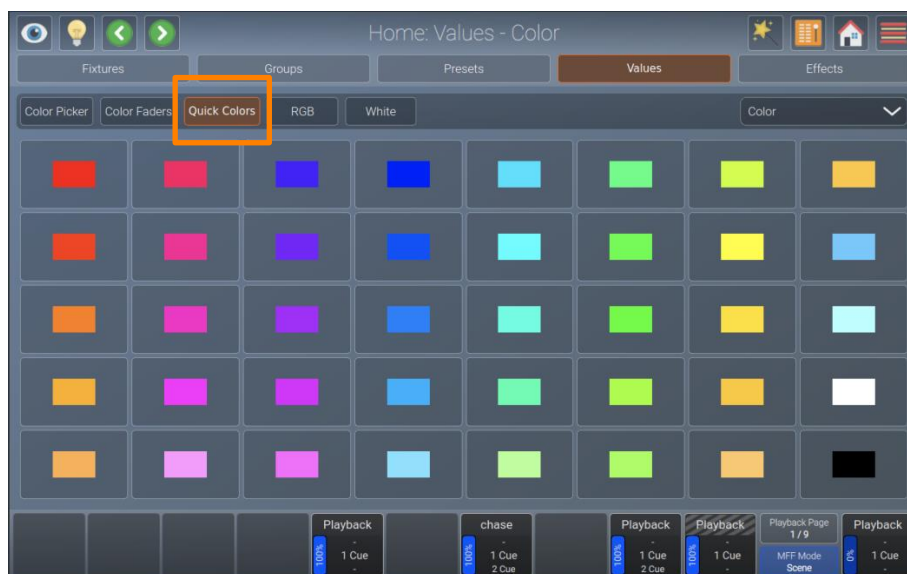 Home: Values - Color
Fixtures Groups Presets Values Effects
Color Picker Color Faders Quick Colors RGB White Color
Playback chase Playback Playback Playback Page Playback
- - - - 1 / 9 -
100% 1 Cue 100% 1 Cue 100% 1 Cue 100% 1 Cue MFF Mode 0% 1 Cue
- 2 Cue 2 Cue - Scene -